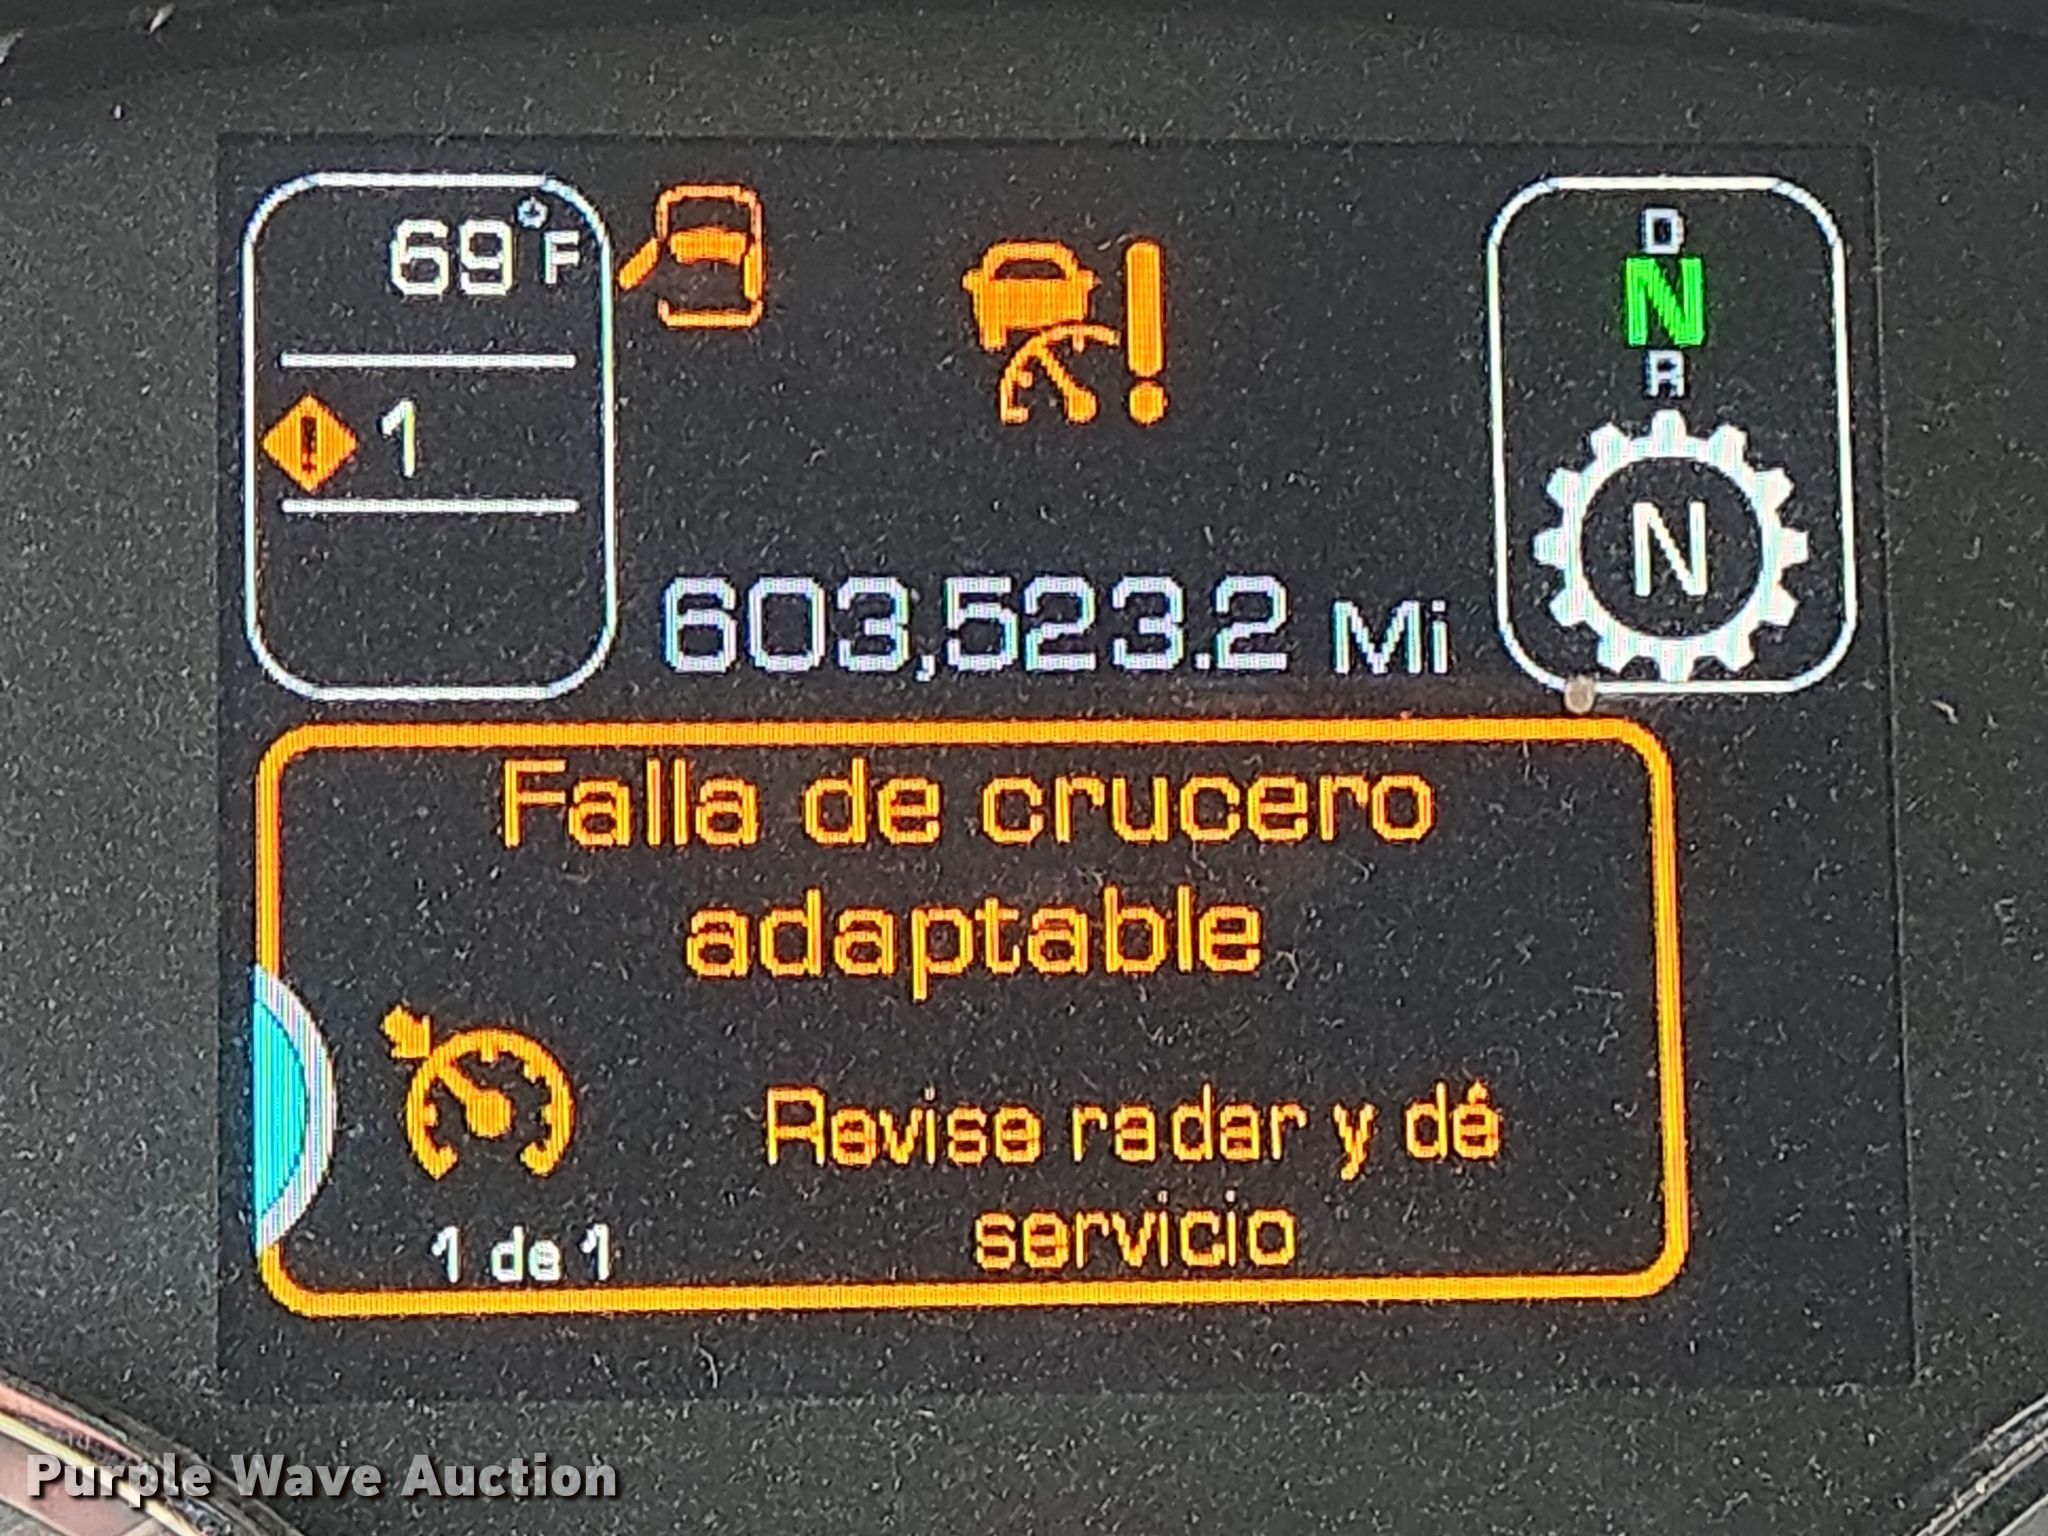 69°F
1
D
N
R
N
603,523.2 Mi
Falla de crucero
adaptable
Revise radar y dé
servicio
1 de 1
Purple Wave Auction